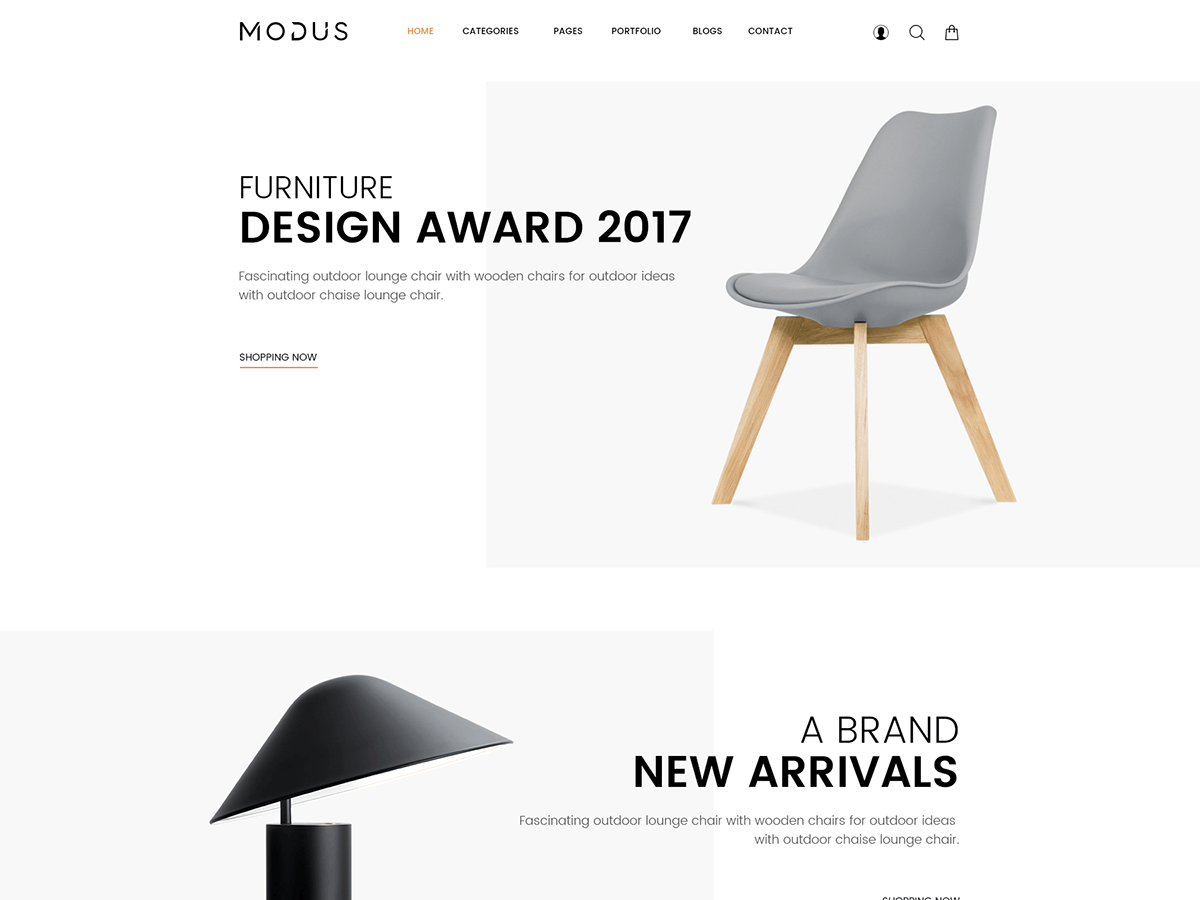 MODUS
HOME CATEGORIES PAGES PORTFOLIO BLOGS CONTACT
FURNITURE
DESIGN AWARD 2017
Fascinating outdoor lounge chair with wooden chairs for outdoor ideas
with outdoor chaise lounge chair.
SHOPPING NOW
A BRAND
NEW ARRIVALS
Fascinating outdoor lounge chair with wooden chairs for outdoor ideas
with outdoor chaise lounge chair.
SHOPPING NOW